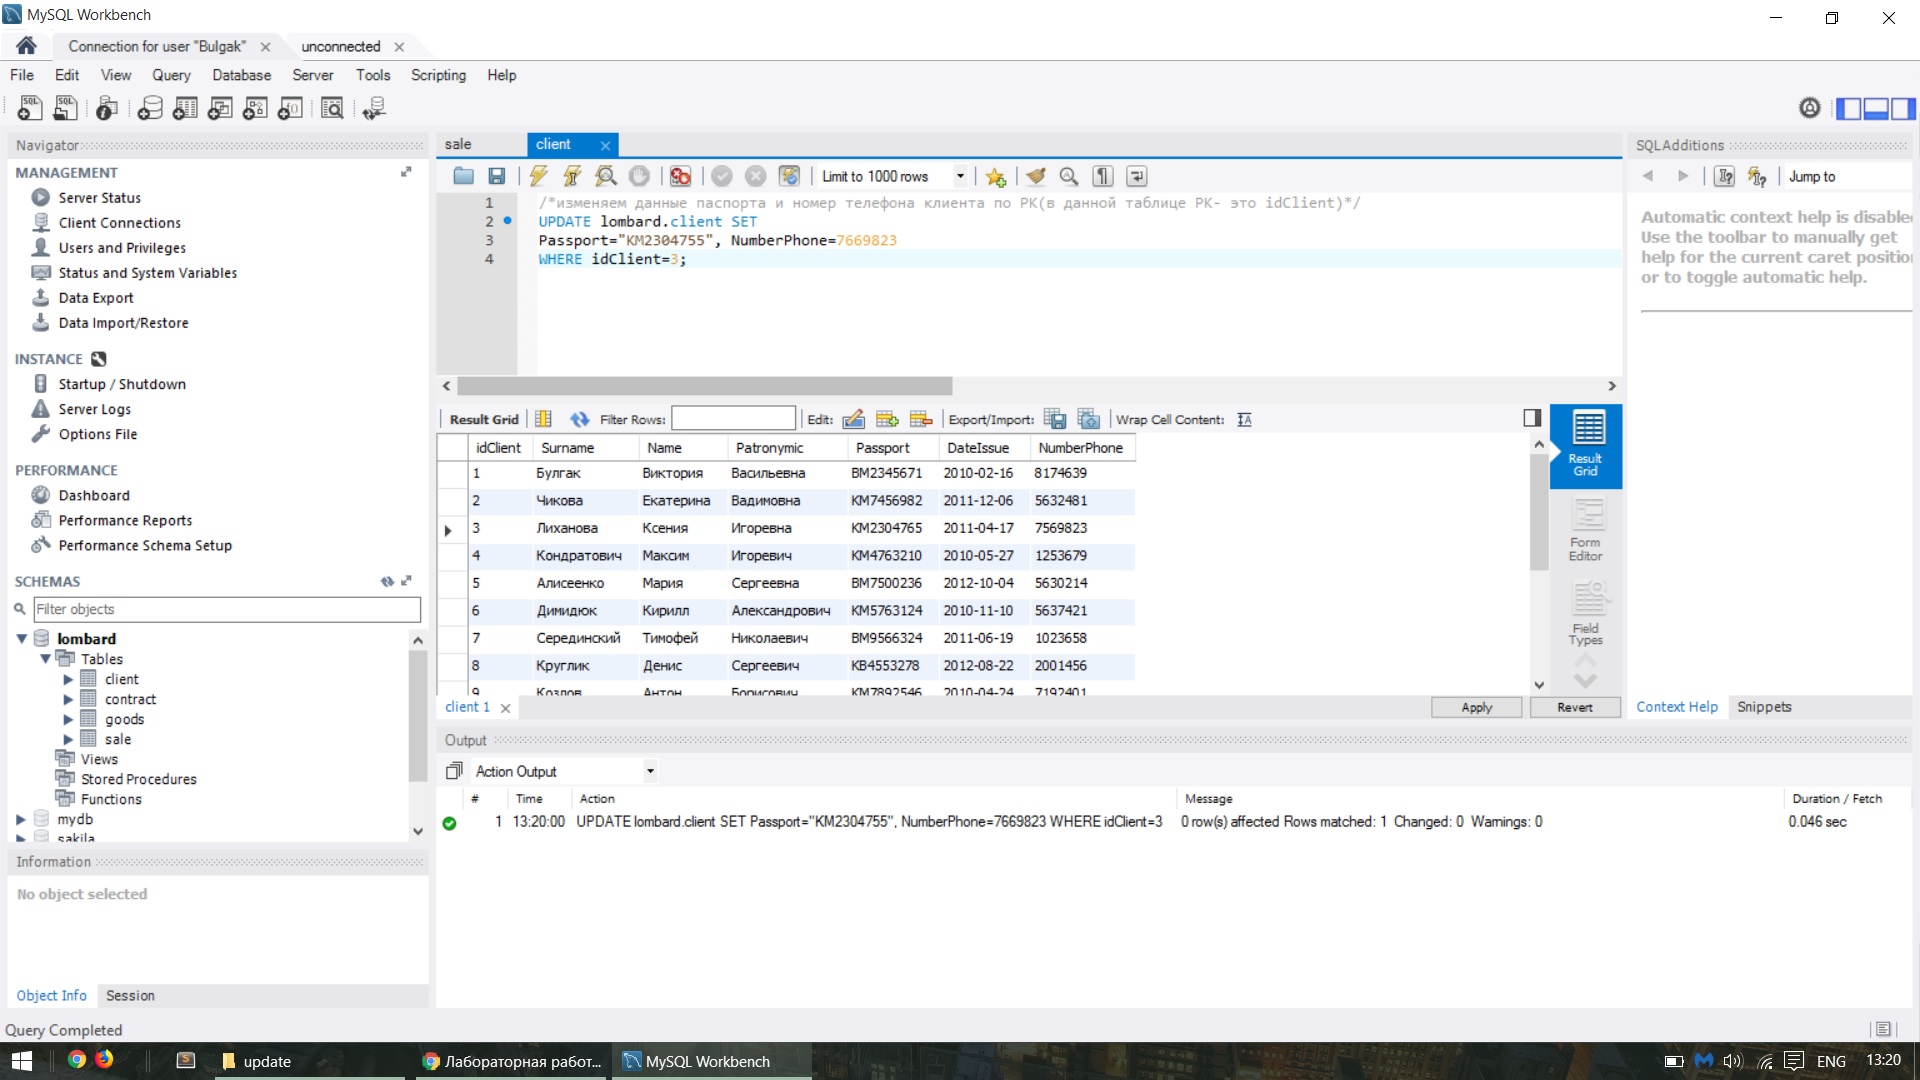 MySQL Workbench
Connection for user "Bulgak"
unconnected
File Edit View Query Database Server Tools Scripting Help
Navigator
MANAGEMENT
Server Status
Client Connections
Users and Privileges
Status and System Variables
Data Export
Data Import/Restore
INSTANCE
Startup / Shutdown
Server Logs
Options File
PERFORMANCE
Dashboard
Performance Reports
Performance Schema Setup
SCHEMAS
Filter objects
lombard
Tables
client
contract
goods
sale
Views
Stored Procedures
Functions
mydb
sakila
Information
No object selected
Object Info Session
Query Completed
sale client
Limit to 1000 rows
1 /*изменяем данные паспорта и номер телефона клиента по PK(в данной таблице PK- это idClient)*/
2 UPDATE lombard.client SET
3 Passport="KM2304755", NumberPhone=7669823
4 WHERE idClient=3;
Result Grid Filter Rows: Edit: Export/Import: Wrap Cell Content:
idClient Surname Name Patronymic Passport DateIssue NumberPhone
1 Булгак Виктория Васильевна BM2345671 2010-02-16 8174639
2 Чикова Екатерина Вадимовна KM7456982 2011-12-06 5632481
3 Лиханова Ксения Игоревна KM2304765 2011-04-17 7569823
4 Кондратович Максим Игоревич KM4763210 2010-05-27 1253679
5 Алисеенко Мария Сергеевна BM7500236 2012-10-04 5630214
6 Димидюк Кирилл Александрович KM5763124 2010-11-10 5637421
7 Серединский Тимофей Николаевич BM9566324 2011-06-19 1023658
8 Круглик Денис Сергеевич KB4553278 2012-08-22 2001456
9 Козлов Антон Борисович KM7892546 2010-04-24 7192401
Result
Grid
Form
Editor
Field
Types
client 1
Apply Revert
Output
Action Output
# Time Action Message Duration / Fetch
1 13:20:00 UPDATE lombard.client SET Passport="KM2304755", NumberPhone=7669823 WHERE idClient=3 0 row(s) affected Rows matched: 1 Changed: 0 Warnings: 0 0.046 sec
SQLAdditions
Jump to
Automatic context help is disabled
Use the toolbar to manually get
help for the current caret position
or to toggle automatic help.
Context Help Snippets
update
Лабораторная работ...
MySQL Workbench
ENG
13:20